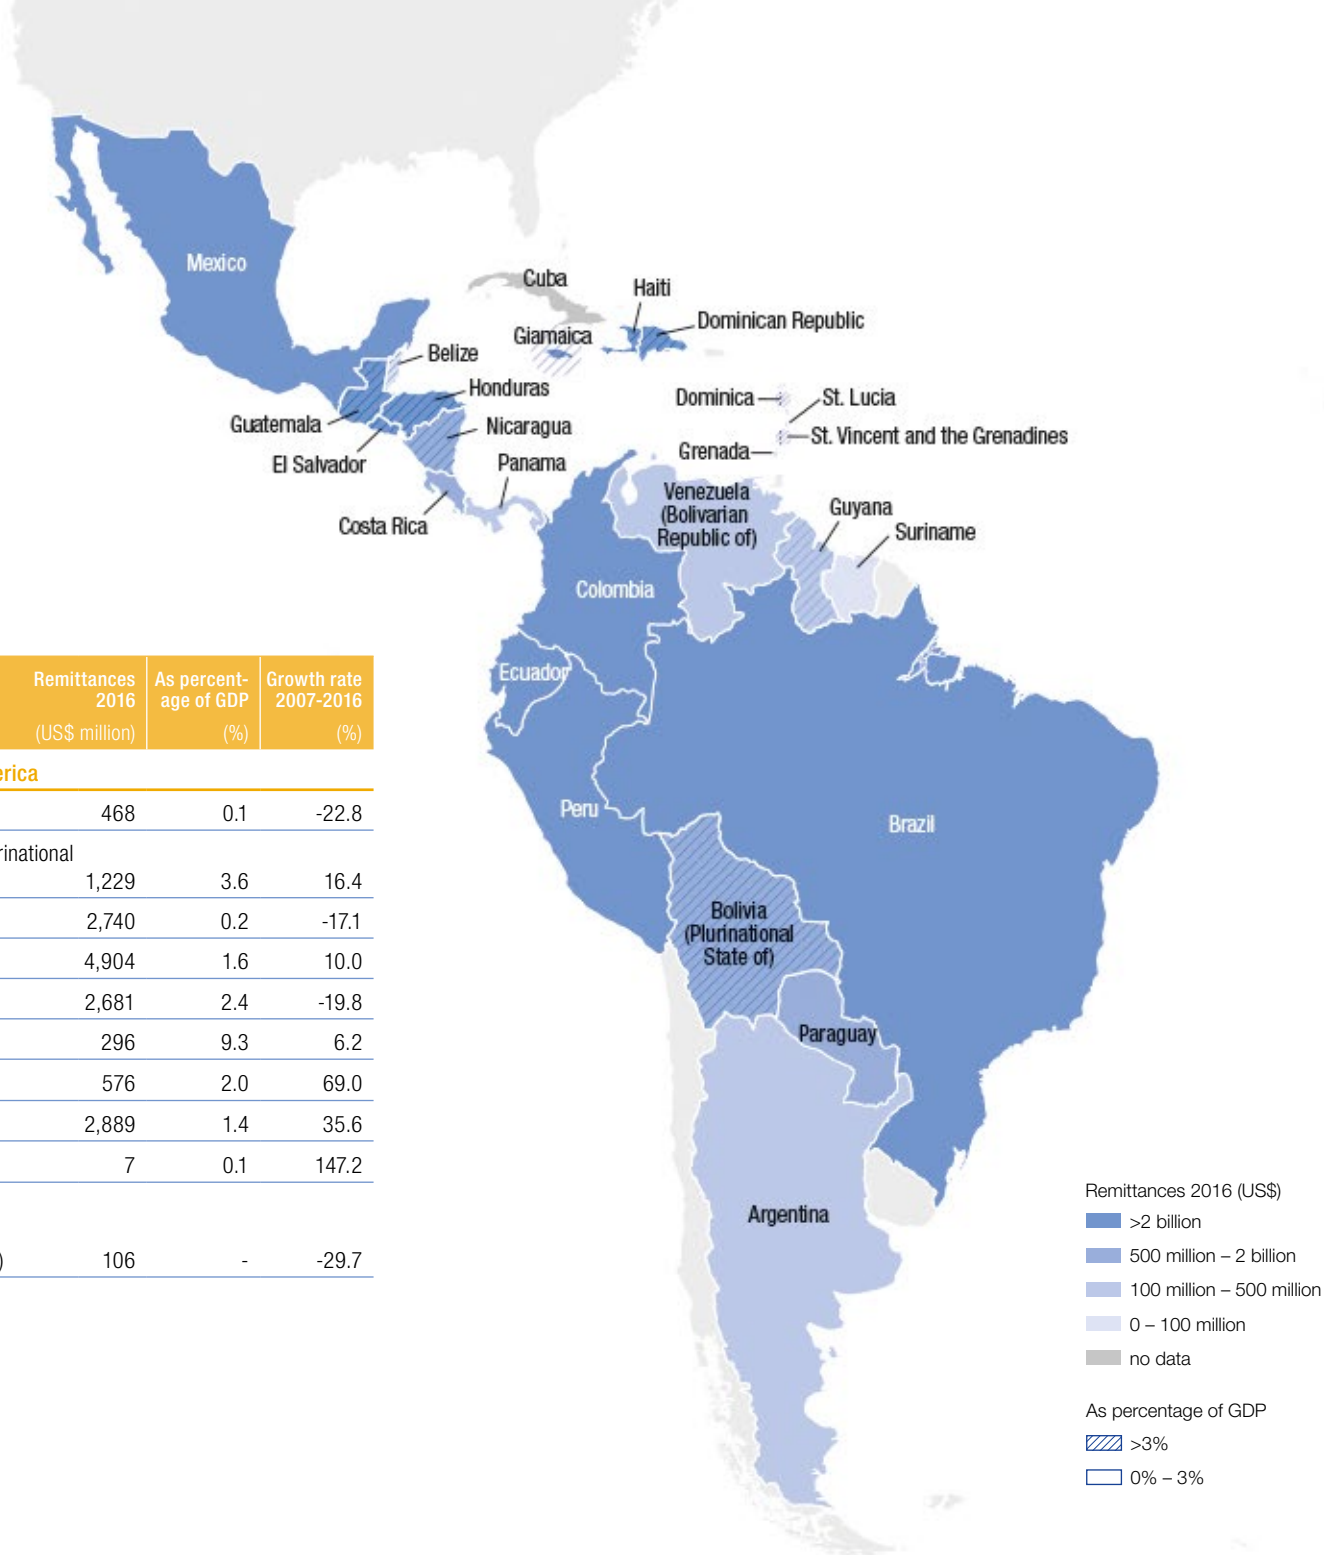 Mexico
Cuba
Haiti
Giamaica
Dominican Republic
Belize
Honduras
Dominica
St. Lucia
Guatemala
Nicaragua
St. Vincent and the Grenadines
El Salvador
Panama
Grenada
Venezuela
(Bolivarian
Republic of)
Guyana
Costa Rica
Suriname
Colombia
Ecuador
Peru
Brazil
Bolivia
(Plurinational
State of)
Paraguay
Argentina
Remittances As percent- Growth rate
2016 age of GDP 2007-2016
(US$ million) (%) (%)
erica
468 0.1 -22.8
rinational
1,229 3.6 16.4
2,740 0.2 -17.1
4,904 1.6 10.0
2,681 2.4 -19.8
296 9.3 6.2
576 2.0 69.0
2,889 1.4 35.6
7 0.1 147.2
) 106 - -29.7
Remittances 2016 (US$)
>2 billion
500 million – 2 billion
100 million – 500 million
0 – 100 million
no data
As percentage of GDP
>3%
0% – 3%